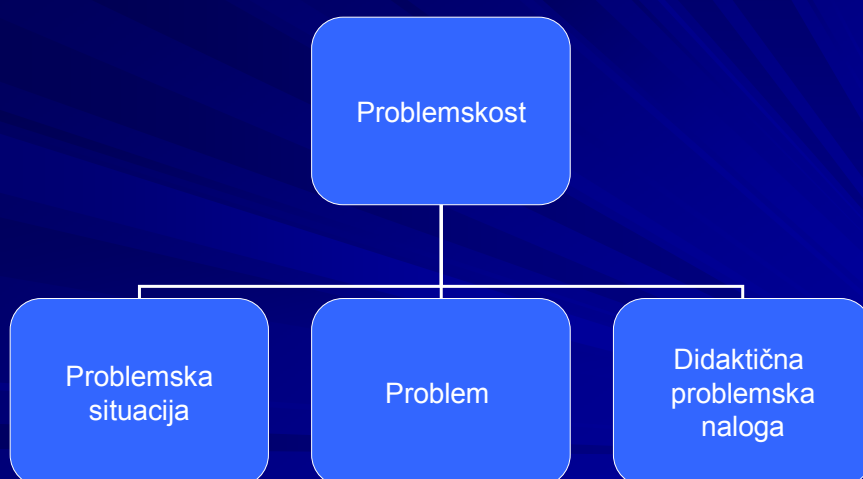 Problemskost
Problemska
situacija
Problem
Didaktična
problemska
naloga